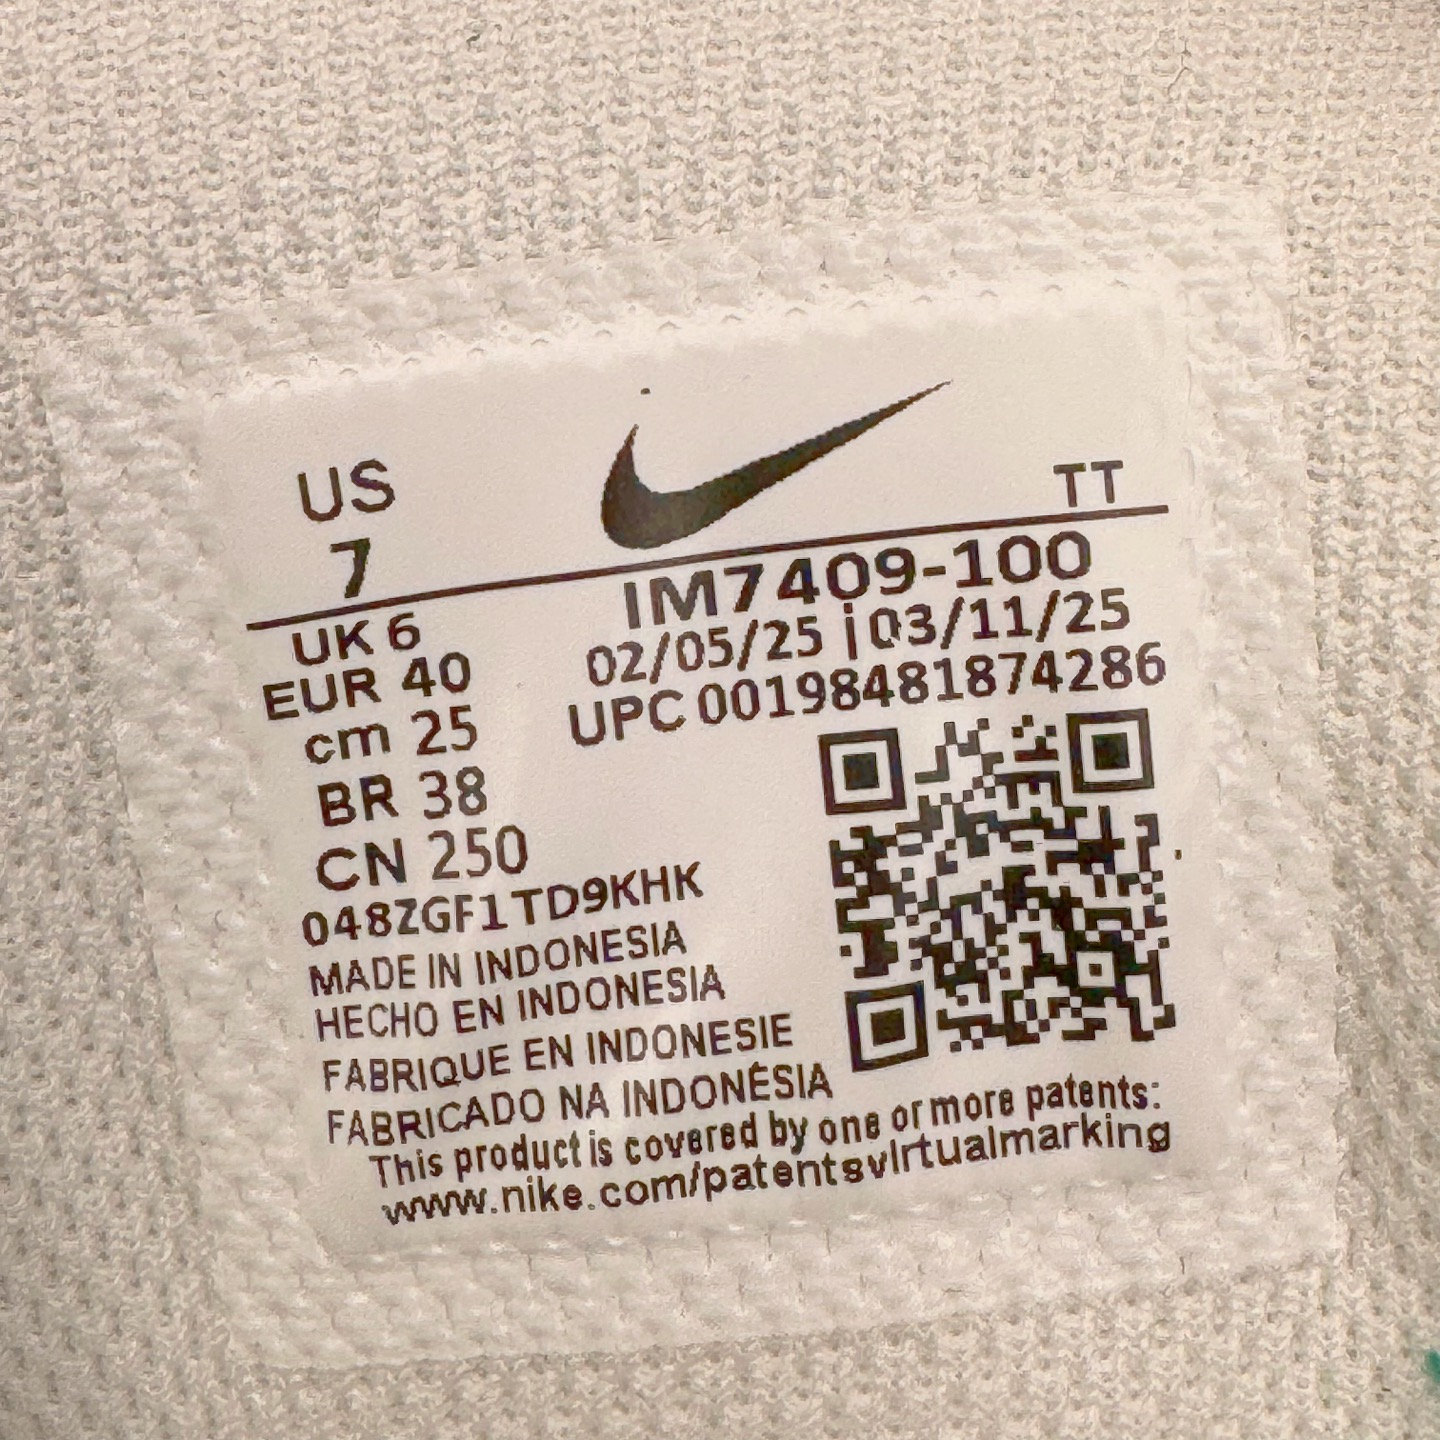 US
7
TT
UK 6
EUR 40
cm 25
BR 38
CN 250
IM7409-100
02/05/25 | 03/11/25
UPC 00198481874286
048ZGF1TD9KHK
MADE IN INDONESIA
HECHO EN INDONESIA
FABRIQUE EN INDONESIE
FABRICADO NA INDONÉSIA
This product is covered by one or more patents:
www.nike.com/patentsvirtualmarking